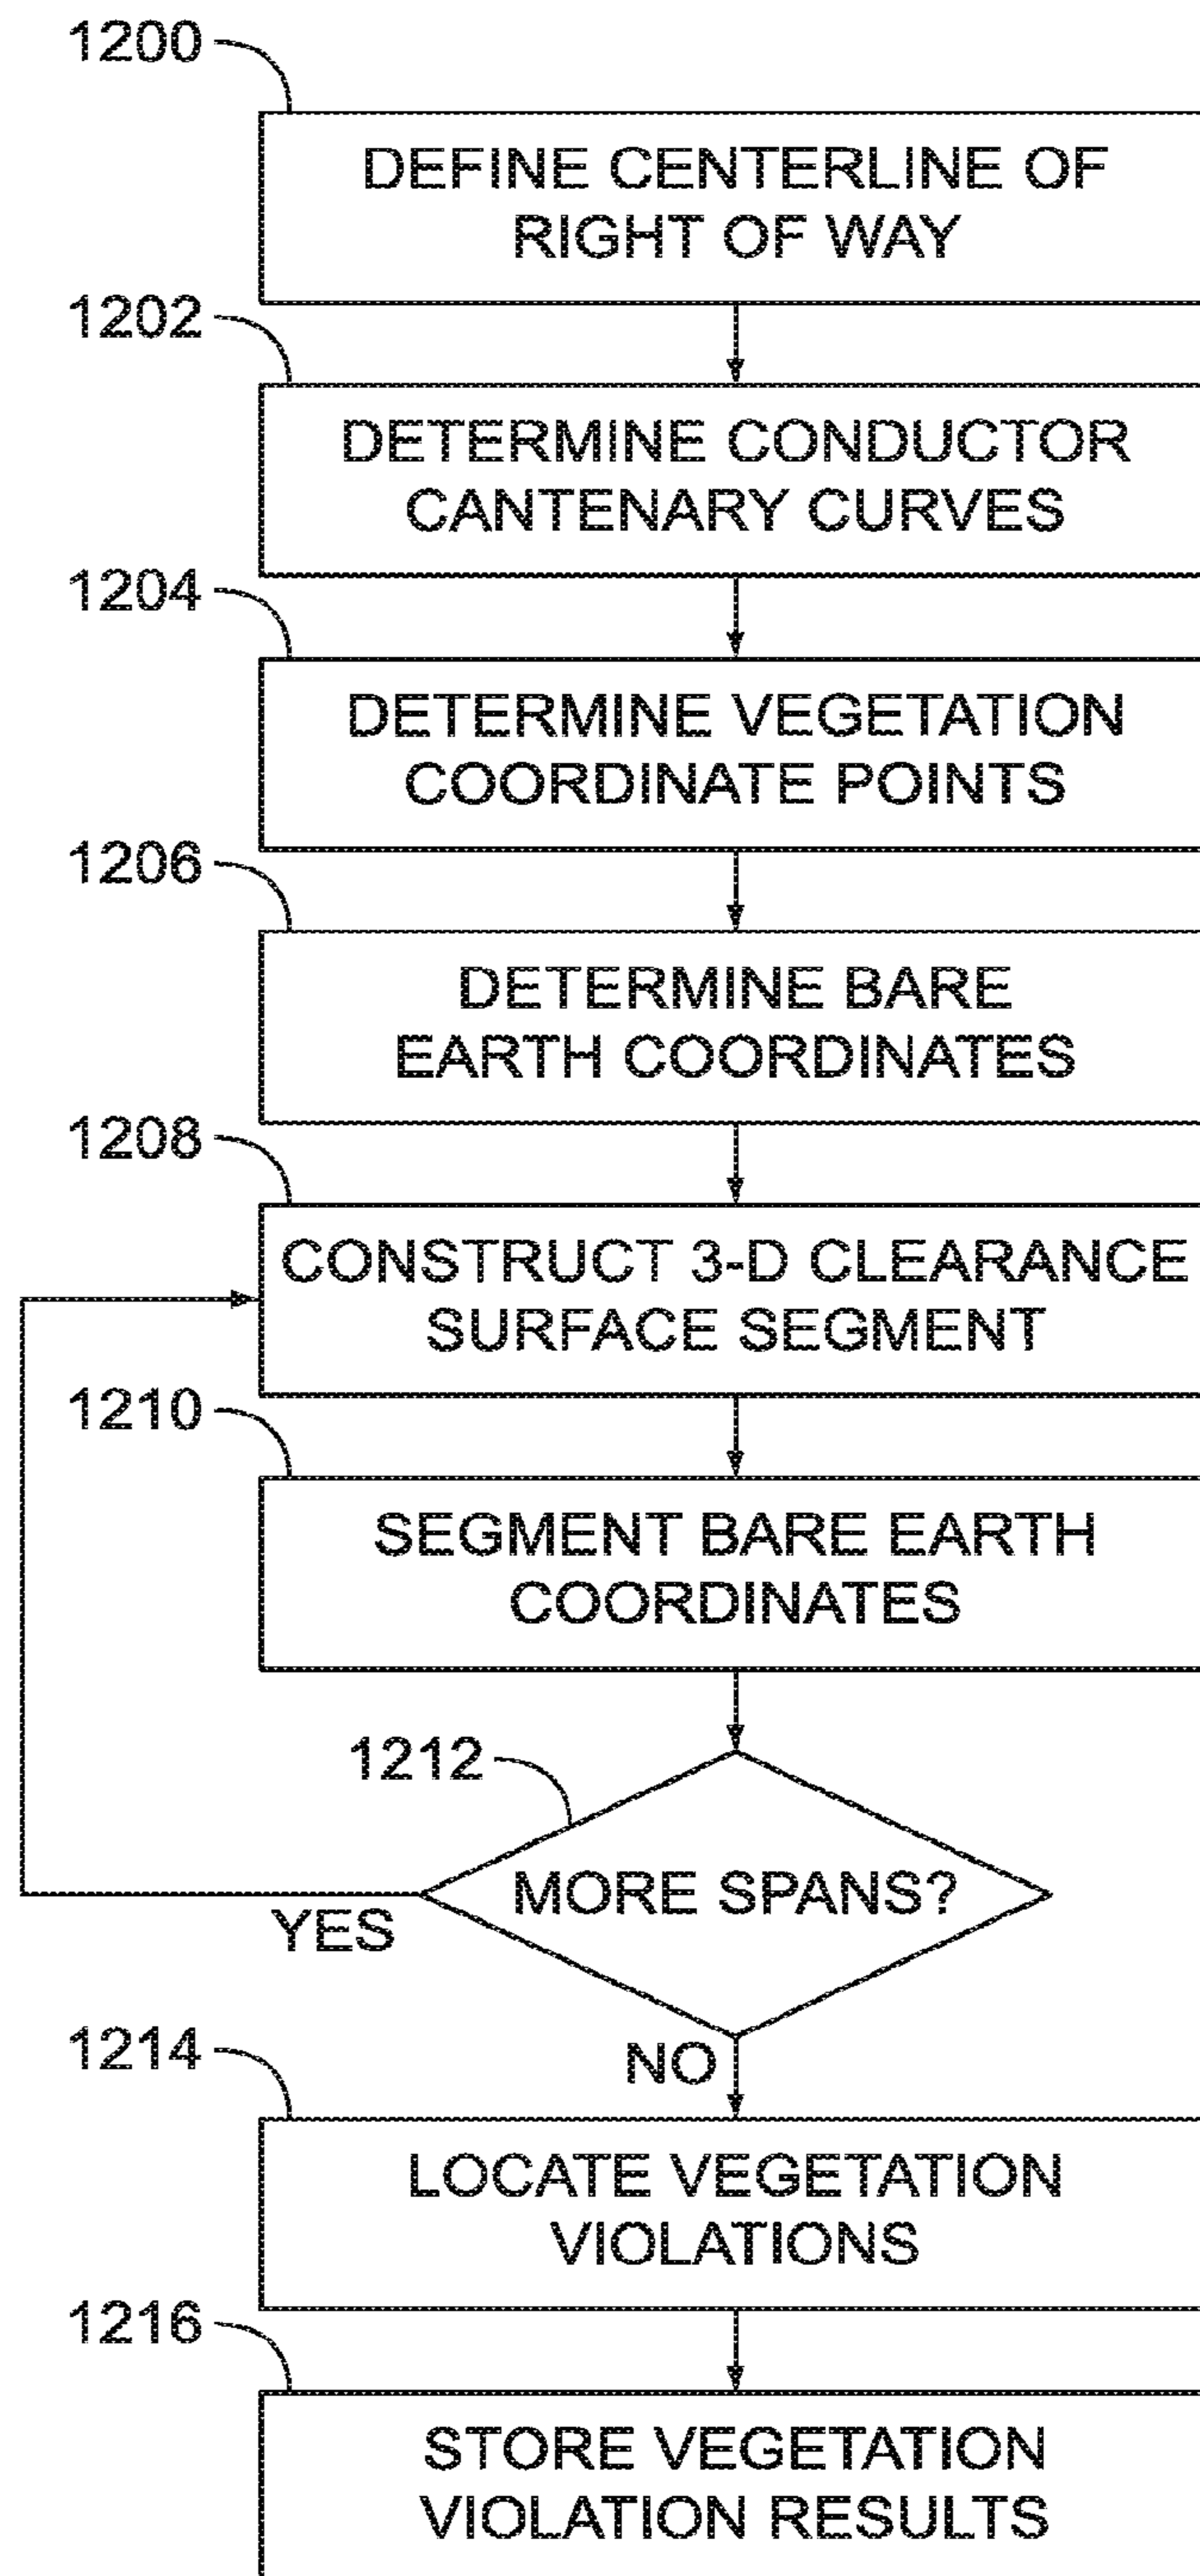 1200
DEFINE CENTERLINE OF
RIGHT OF WAY
1202
DETERMINE CONDUCTOR
CANTENARY CURVES
1204
DETERMINE VEGETATION
COORDINATE POINTS
1206
DETERMINE BARE
EARTH COORDINATES
1208
CONSTRUCT 3-D CLEARANCE
SURFACE SEGMENT
1210
SEGMENT BARE EARTH
COORDINATES
1212
MORE SPANS?
YES
NO
1214
LOCATE VEGETATION
VIOLATIONS
1216
STORE VEGETATION
VIOLATION RESULTS